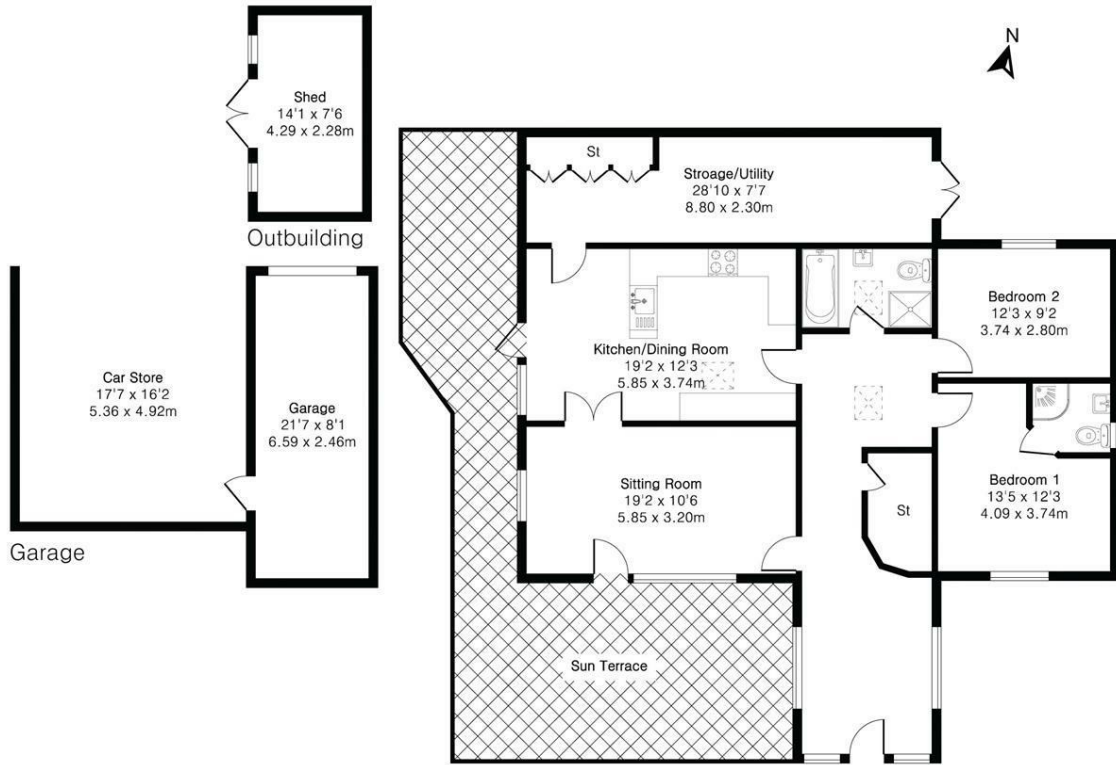 N
Shed
14'1 x 7'6
4.29 x 2.28m
Outbuilding
St
Stroage/Utility
28'10 x 7'7
8.80 x 2.30m
Bedroom 2
12'3 x 9'2
3.74 x 2.80m
Kitchen/Dining Room
19'2 x 12'3
5.85 x 3.74m
Car Store
17'7 x 16'2
5.36 x 4.92m
Garage
21'7 x 8'1
6.59 x 2.46m
Sitting Room
19'2 x 10'6
5.85 x 3.20m
Bedroom 1
13'5 x 12'3
4.09 x 3.74m
St
Garage
Sun Terrace